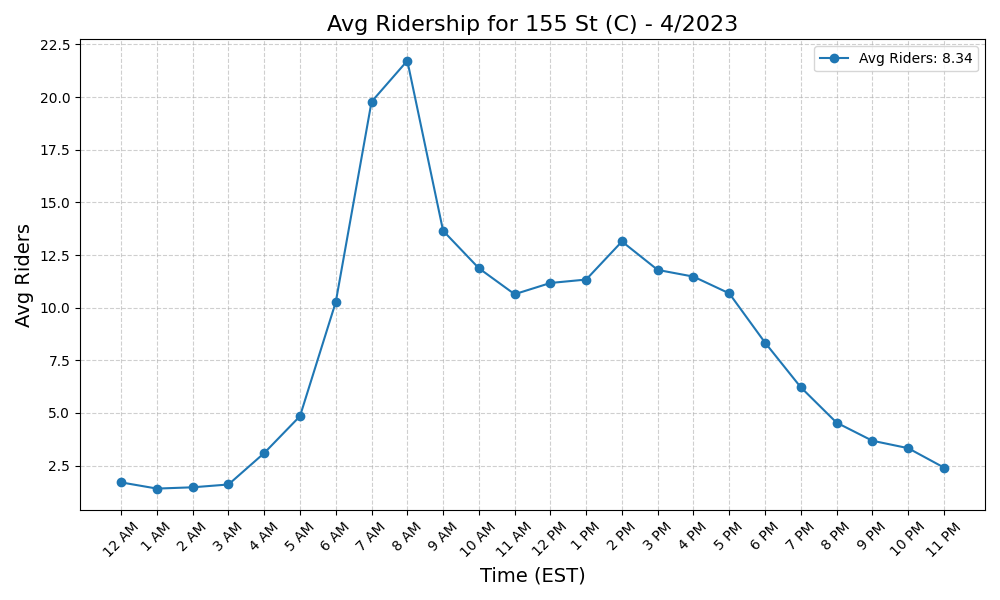 Avg Ridership for 155 St (C) - 4/2023
Avg Riders: 8.34
Avg Riders
22.5
20.0
17.5
15.0
12.5
10.0
7.5
5.0
2.5
12 AM
1 AM
2 AM
3 AM
4 AM
5 AM
6 AM
7 AM
8 AM
9 AM
10 AM
11 AM
12 PM
1 PM
2 PM
3 PM
4 PM
5 PM
6 PM
7 PM
8 PM
9 PM
10 PM
11 PM
Time (EST)